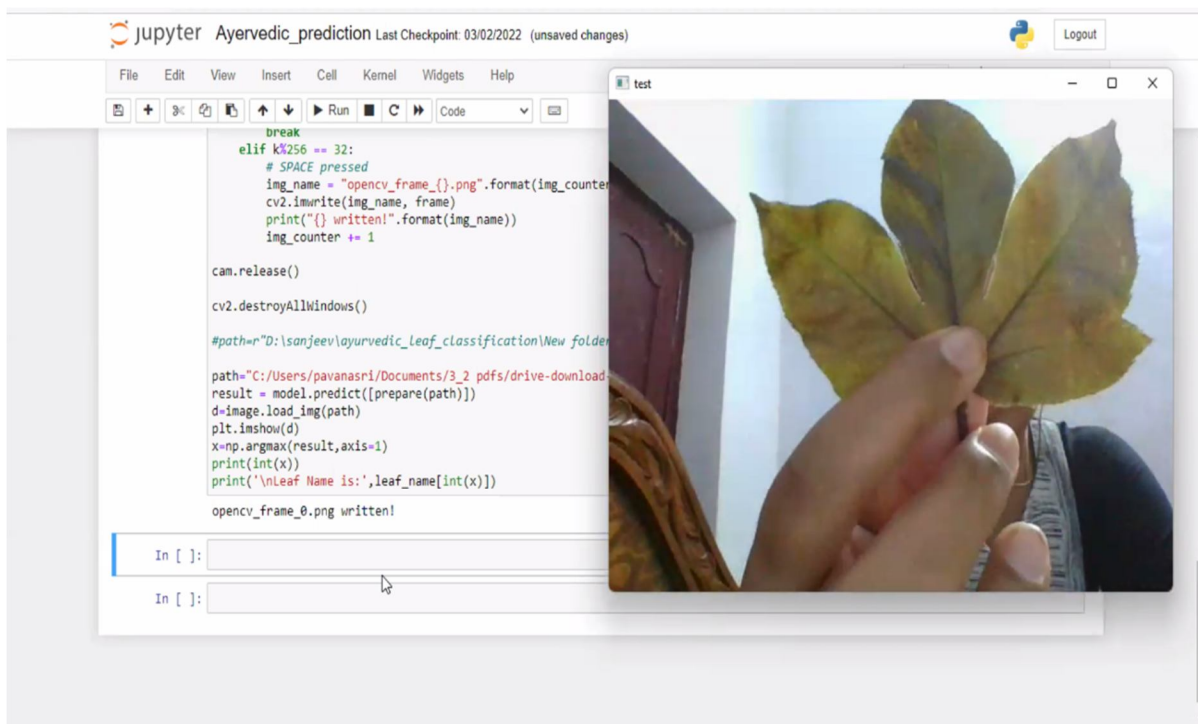 jupyter Ayervedic_prediction Last Checkpoint: 03/02/2022 (unsaved changes)
Logout
File Edit View Insert Cell Kernel Widgets Help
Run Code
test
break
elif k%256 == 32:
# SPACE pressed
img_name = "opencv_frame_{}.png".format(img_counter
cv2.imwrite(img_name, frame)
print("{} written!".format(img_name))
img_counter += 1
cam.release()
cv2.destroyAllWindows()
#path=r"D:\sanjeev\ayurvedic_leaf_classification\New folder
path="C:/Users/pavanasri/Documents/3_2 pdfs/drive-download-
result = model.predict([prepare(path)])
d=image.load_img(path)
plt.imshow(d)
x=np.argmax(result,axis=1)
print(int(x))
print('\nLeaf Name is:',leaf_name[int(x)])
opencv_frame_0.png written!
In [ ]:
In [ ]: